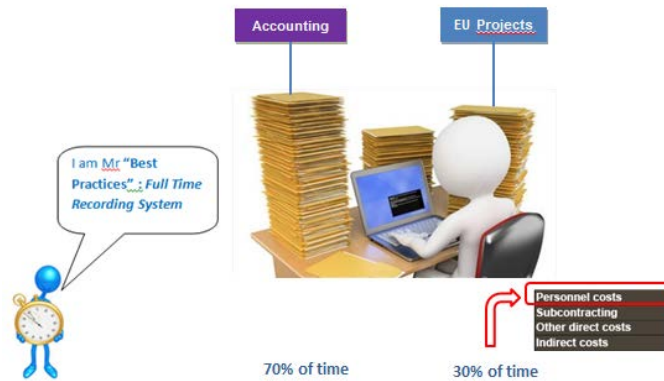 Accounting
EU Projects
I am Mr “Best
Practices” : Full Time
Recording System
Personnel costs
Subcontracting
Other direct costs
Indirect costs
70% of time
30% of time